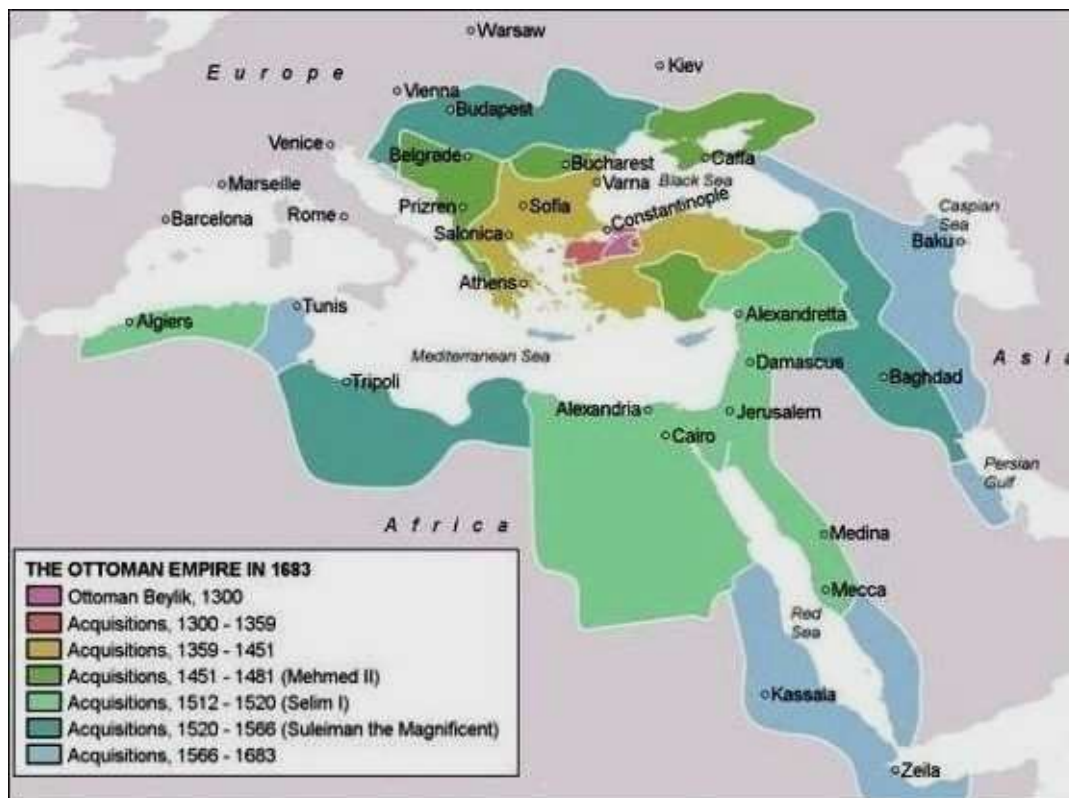 Warsaw
Kiev
Europe
Vienna
Budapest
Venice
Belgrade
Bucharest
Caffa
Marseille
Varna
Black Sea
Barcelona
Rome
Prizren
Sofia
Constantinople
Caspian
Sea
Salonica
Baku
Athens
Tunis
Algiers
Alexandretta
Mediterranean Sea
Asia
Damascus
Tripoli
Baghdad
Alexandria
Jerusalem
Cairo
Persian
Gulf
Africa
Medina
Mecca
Red
Sea
Kassala
Zeila
THE OTTOMAN EMPIRE IN 1683
Ottoman Beylik, 1300
Acquisitions, 1300 - 1359
Acquisitions, 1359 - 1451
Acquisitions, 1451 - 1481 (Mehmed II)
Acquisitions, 1512 - 1520 (Selim I)
Acquisitions, 1520 - 1566 (Suleiman the Magnificent)
Acquisitions, 1566 - 1683